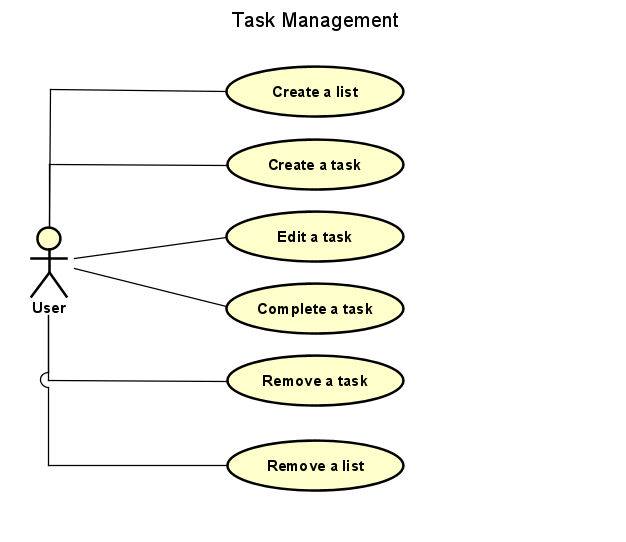 Task Management
Create a list
Create a task
Edit a task
Complete a task
User
Remove a task
Remove a list